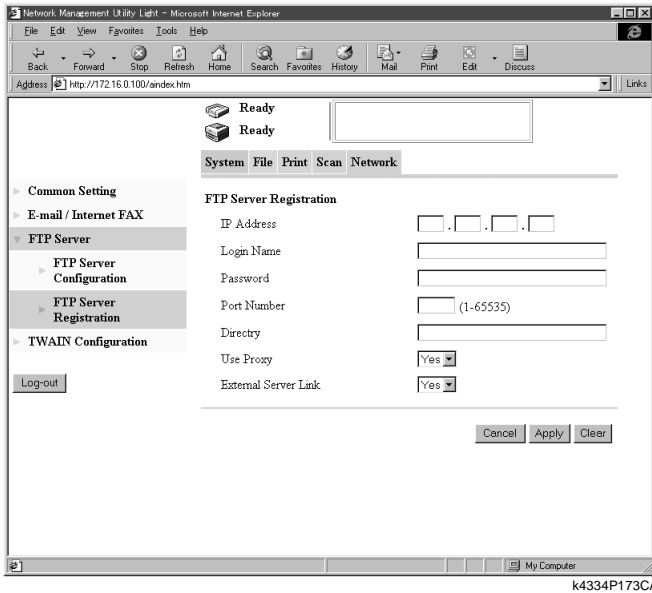 Network Management Utility Light - Microsoft Internet Explorer
File Edit View Favorites Tools Help
Back Forward Stop Refresh Home Search Favorites History Mail Print Edit Discuss
Address http://172.16.0.100/aindex.htm Links
Ready
Ready
System File Print Scan Network
Common Setting
E-mail / Internet FAX
FTP Server
FTP Server
Configuration
FTP Server
Registration
TWAIN Configuration
Log-out
FTP Server Registration
IP Address . . .
Login Name
Password
Port Number (1-65535)
Directry
Use Proxy Yes
External Server Link Yes
Cancel Apply Clear
My Computer
k4334P173CA